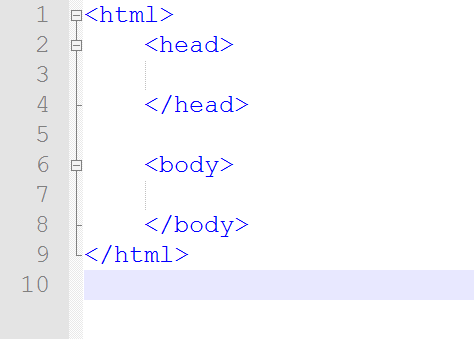 1 <html>
2     <head>
3
4     </head>
5
6     <body>
7
8     </body>
9 </html>
10